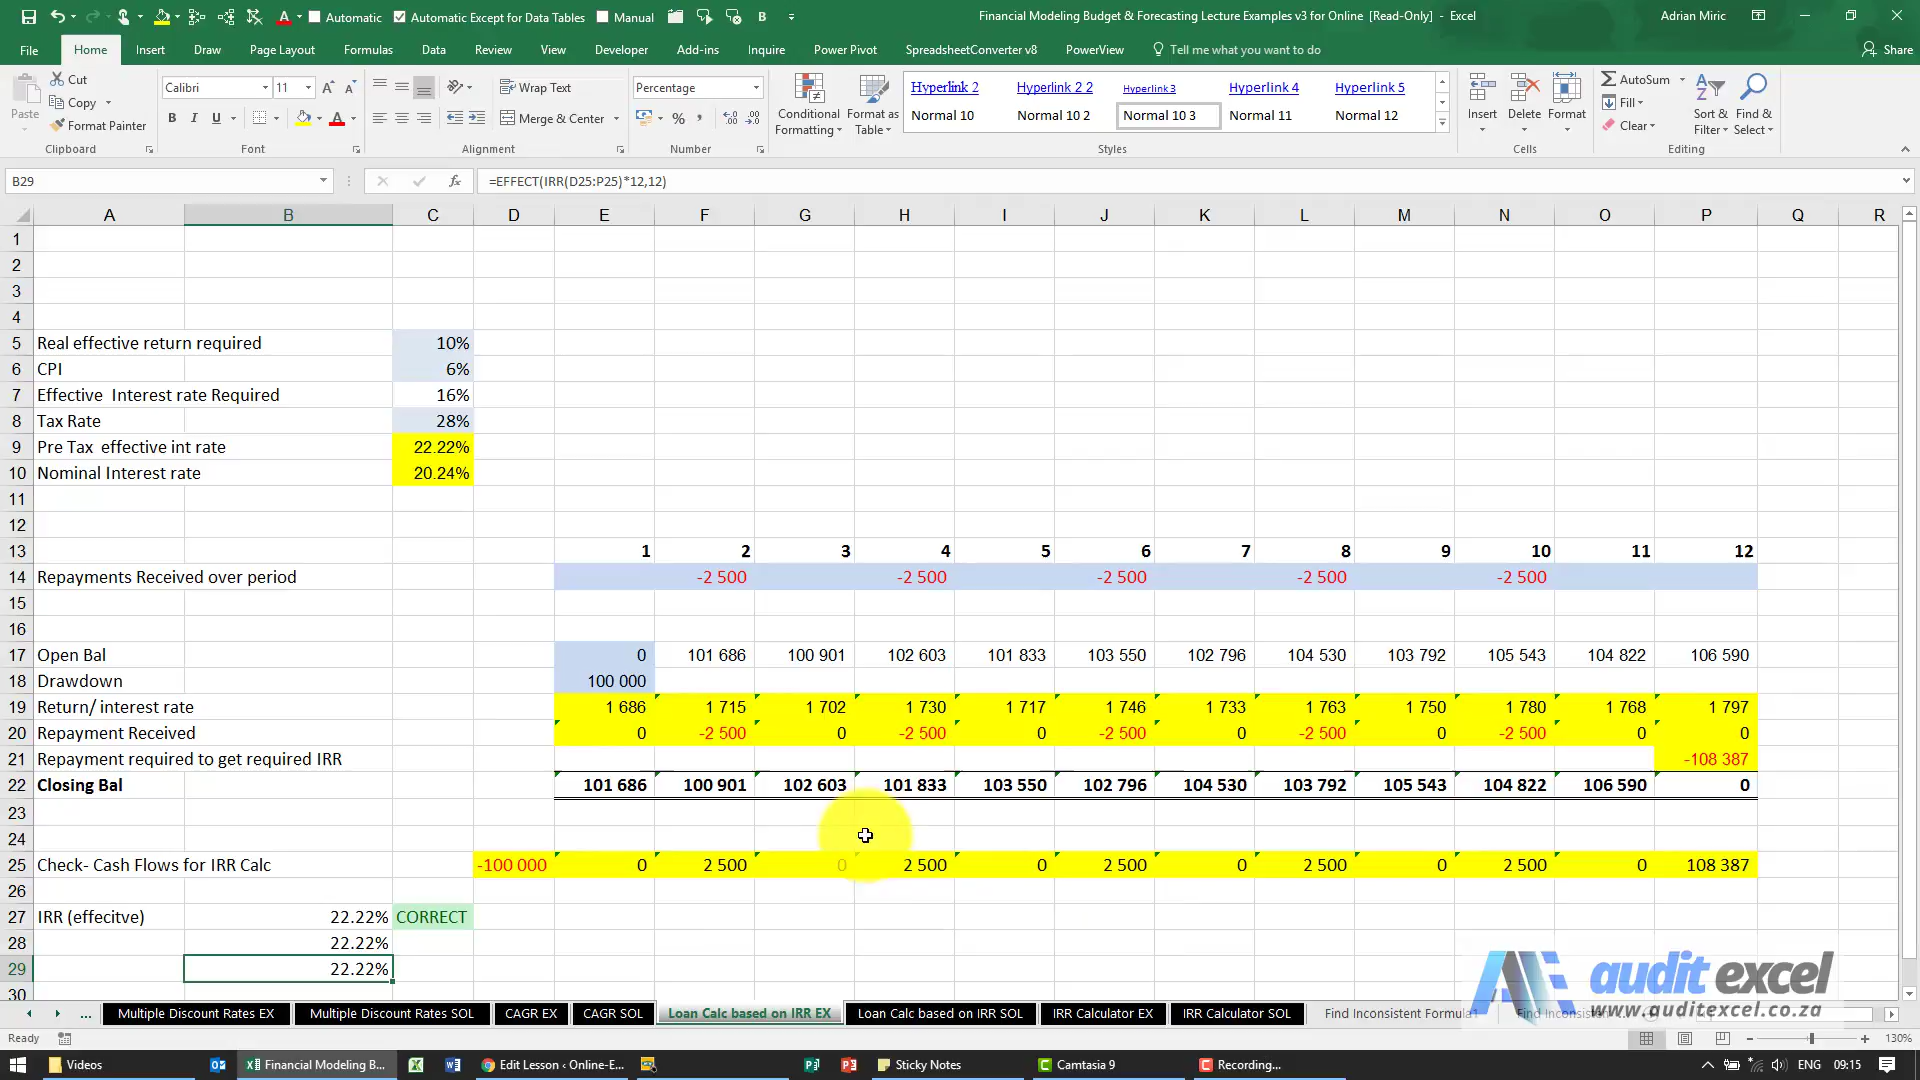 Automatic Automatic Except for Data Tables Manual Financial Modeling Budget & Forecasting Lecture Examples v3 for Online [Read-Only] - Excel Adrian Miric
File Home Insert Draw Page Layout Formulas Data Review View Developer Add-ins Inquire Power Pivot SpreadsheetConverter v8 PowerView Tell me what you want to do Share
Paste Cut Copy Format Painter Clipboard
Calibri 11 B I U Font
Wrap Text Merge & Center Alignment
Percentage % Number
Conditional Formatting Format as Table
Hyperlink 2 Hyperlink 2 2 Hyperlink 3 Hyperlink 4 Hyperlink 5
Normal 10 Normal 10 2 Normal 10 3 Normal 11 Normal 12
Styles
Insert Delete Format Cells
AutoSum Fill Clear Sort & Filter Find & Select Editing
B29 fx =EFFECT(IRR(D25:P25)*12,12)
A B C D E F G H I J K L M N O P Q R
1
2
3
4
5 Real effective return required 10%
6 CPI 6%
7 Effective  Interest rate Required 16%
8 Tax Rate 28%
9 Pre Tax  effective int rate 22.22%
10 Nominal Interest rate 20.24%
11
12
13 1 2 3 4 5 6 7 8 9 10 11 12
14 Repayments Received over period -2 500 -2 500 -2 500 -2 500 -2 500
15
16
17 Open Bal 0 101 686 100 901 102 603 101 833 103 550 102 796 104 530 103 792 105 543 104 822 106 590
18 Drawdown 100 000
19 Return/ interest rate 1 686 1 715 1 702 1 730 1 717 1 746 1 733 1 763 1 750 1 780 1 768 1 797
20 Repayment Received 0 -2 500 0 -2 500 0 -2 500 0 -2 500 0 -2 500 0 0
21 Repayment required to get required IRR -108 387
22 Closing Bal 101 686 100 901 102 603 101 833 103 550 102 796 104 530 103 792 105 543 104 822 106 590 0
23
24
25 Check- Cash Flows for IRR Calc -100 000 0 2 500 0 2 500 0 2 500 0 2 500 0 2 500 0 108 387
26
27 IRR (effecitve) 22.22% CORRECT
28 22.22%
29 22.22%
30
audit excel
www.auditexcel.co.za
... Multiple Discount Rates EX Multiple Discount Rates SOL CAGR EX CAGR SOL Loan Calc based on IRR EX Loan Calc based on IRR SOL IRR Calculator EX IRR Calculator SOL Find Inconsistent Formula
Ready 130%
Videos Financial Modeling B... Edit Lesson ‹ Online-E... Sticky Notes Camtasia 9 Recording... ENG 09:15